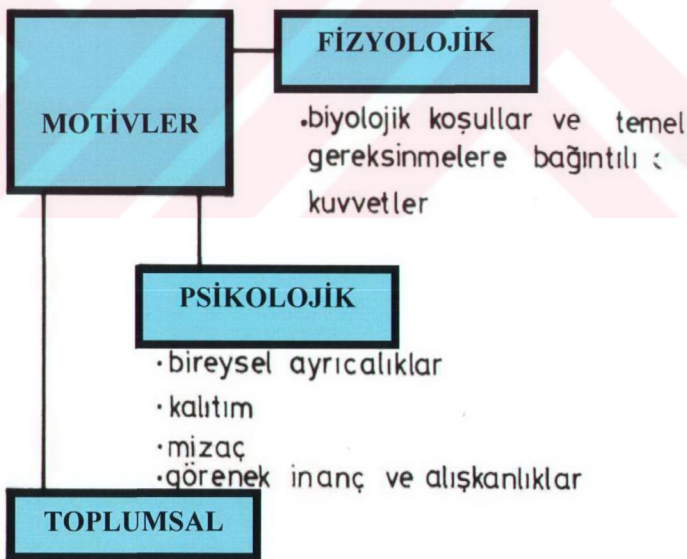 FİZYOLOJİK
MOTİVLER
•biyolojik koşullar ve temel
gereksinmelere bağıntılı
kuvvetler
PSİKOLOJİK
•bireysel ayrıcalıklar
•kalıtım
•mizaç
•görenek inanç ve alışkanlıklar
TOPLUMSAL